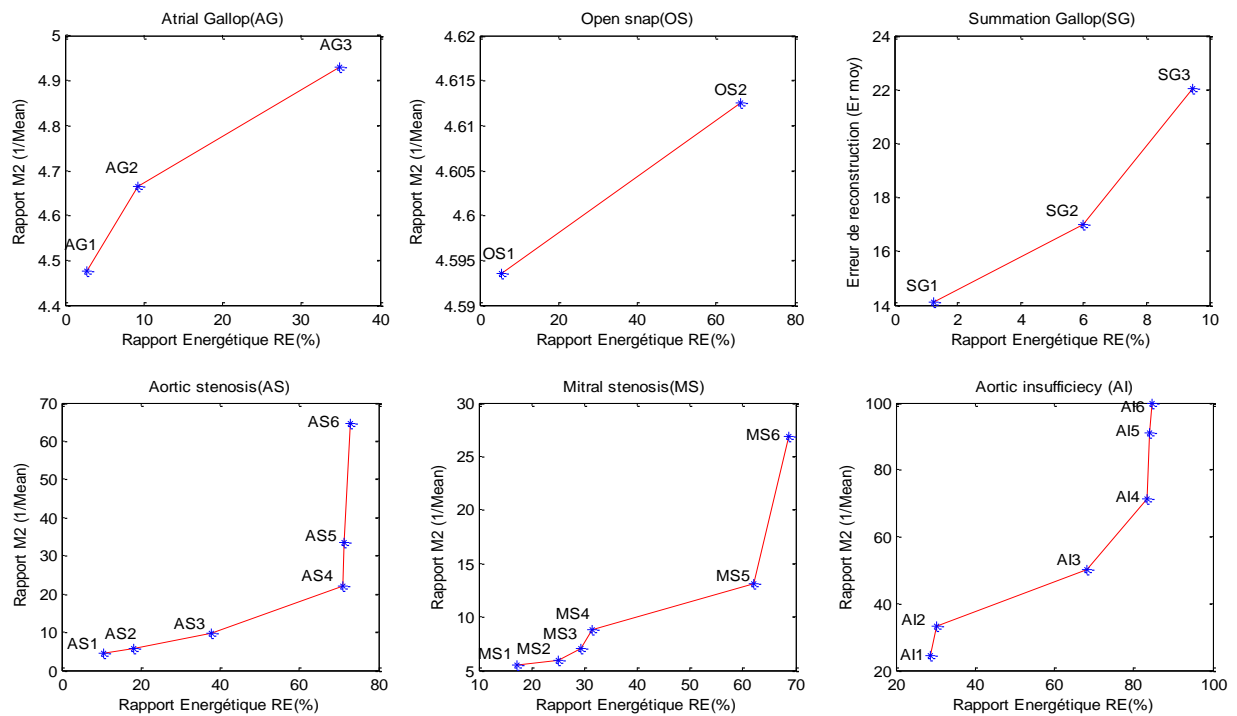 Atrial Gallop(AG)
5
4.9
4.8
4.7
4.6
4.5
4.4
0
10
20
30
40
AG1
AG2
AG3
Rapport M2 (1/Mean)
Rapport Energétique RE(%)
Open snap(OS)
4.62
4.615
4.61
4.605
4.6
4.595
4.59
0
20
40
60
80
OS1
OS2
Rapport M2 (1/Mean)
Rapport Energétique RE(%)
Summation Gallop(SG)
24
22
20
18
16
14
0
2
4
6
8
10
SG1
SG2
SG3
Erreur de reconstruction (Er moy)
Rapport Energétique RE(%)
Aortic stenosis(AS)
70
60
50
40
30
20
10
0
0
20
40
60
80
AS1
AS2
AS3
AS4
AS5
AS6
Rapport M2 (1/Mean)
Rapport Energétique RE(%)
Mitral stenosis(MS)
30
25
20
15
10
5
10
20
30
40
50
60
70
MS1
MS2
MS3
MS4
MS5
MS6
Rapport M2 (1/Mean)
Rapport Energétique RE(%)
Aortic insufficiecy (AI)
100
80
60
40
20
20
40
60
80
100
AI1
AI2
AI3
AI4
AI5
AI6
Rapport M2 (1/Mean)
Rapport Energétique RE(%)